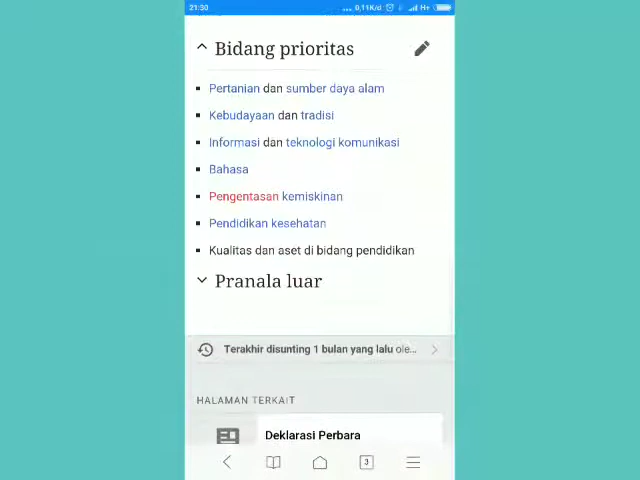 21:30
... 0,11K/d H+
Bidang prioritas
Pertanian dan sumber daya alam
Kebudayaan dan tradisi
Informasi dan teknologi komunikasi
Bahasa
Pengentasan kemiskinan
Pendidikan kesehatan
Kualitas dan aset di bidang pendidikan
Pranala luar
Terakhir disunting 1 bulan yang lalu ole...
HALAMAN TERKAIT
Deklarasi Perbara
3